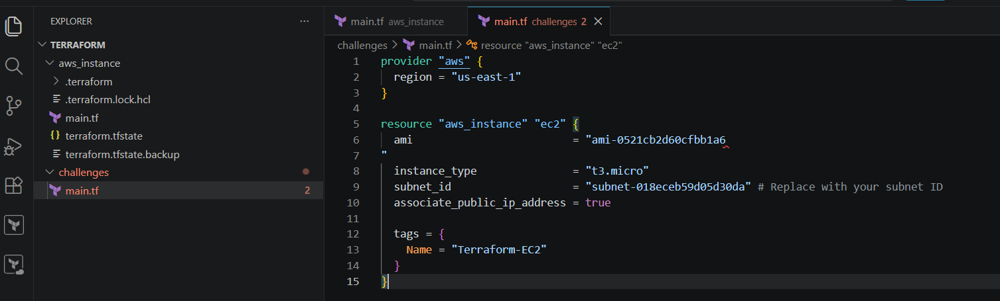 EXPLORER
...
TERRAFORM
aws_instance
.terraform
.terraform.lock.hcl
main.tf
{} terraform.tfstate
terraform.tfstate.backup
challenges
main.tf 2
main.tf aws_instance
main.tf challenges 2
challenges > main.tf > resource "aws_instance" "ec2"
1 provider "aws" {
2   region = "us-east-1"
3 }
4
5 resource "aws_instance" "ec2" {
6   ami                         = "ami-0521cb2d60cfbb1a6
7 "
8   instance_type               = "t3.micro"
9   subnet_id                   = "subnet-018eceb59d05d30da" # Replace with your subnet ID
10   associate_public_ip_address = true
11
12   tags = {
13     Name = "Terraform-EC2"
14   }
15 }